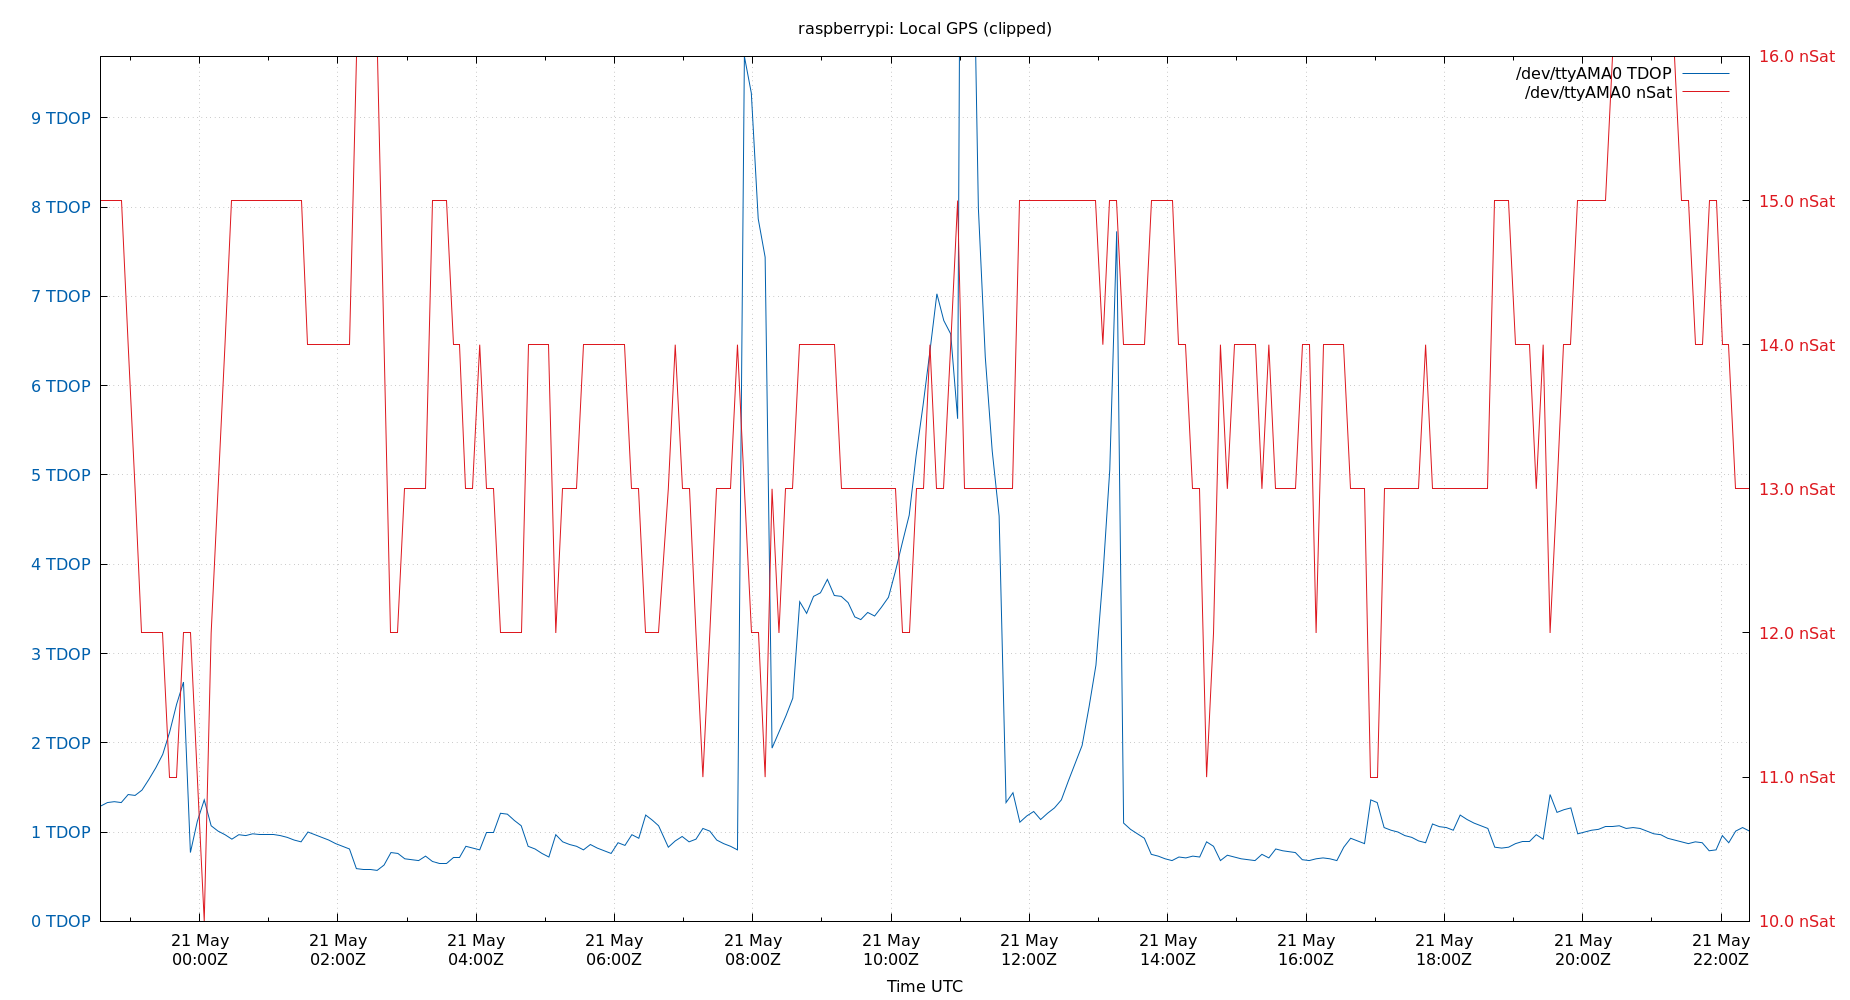 raspberrypi: Local GPS (clipped)
/dev/ttyAMA0 TDOP
/dev/ttyAMA0 nSat
9 TDOP
8 TDOP
7 TDOP
6 TDOP
5 TDOP
4 TDOP
3 TDOP
2 TDOP
1 TDOP
0 TDOP
16.0 nSat
15.0 nSat
14.0 nSat
13.0 nSat
12.0 nSat
11.0 nSat
10.0 nSat
21 May 21 May 21 May 21 May 21 May 21 May 21 May 21 May 21 May 21 May 21 May 21 May
00:00Z 02:00Z 04:00Z 06:00Z 08:00Z 10:00Z 12:00Z 14:00Z 16:00Z 18:00Z 20:00Z 22:00Z
Time UTC